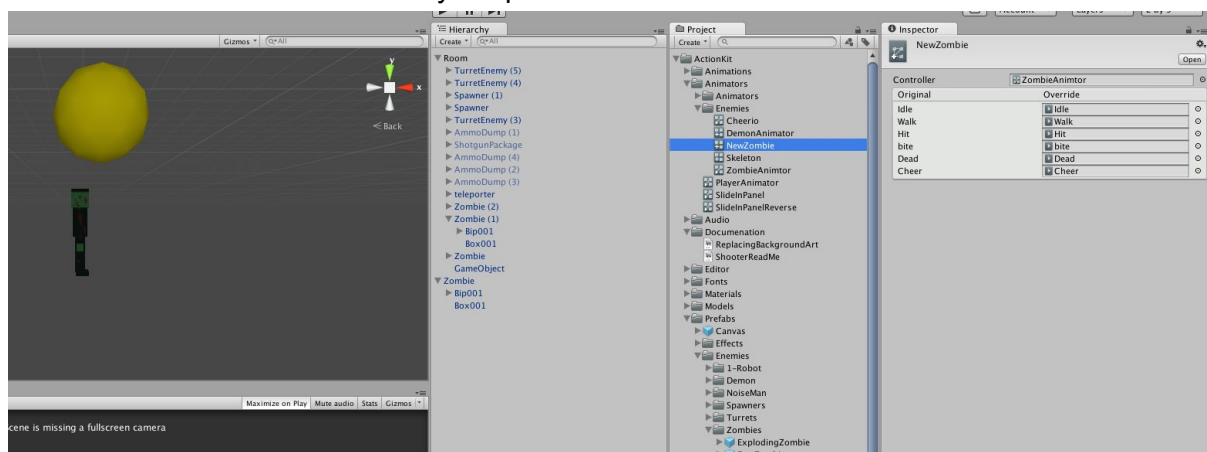 Account
Layers
2 by 3
Gizmos
Q▾All
y
x
Back
Maximize on Play Mute audio Stats Gizmos
cene is missing a fullscreen camera
Hierarchy
Create Q▾All
Room
TurretEnemy (5)
TurretEnemy (4)
Spawner (1)
Spawner
TurretEnemy (3)
AmmoDump (1)
ShotgunPackage
AmmoDump (4)
AmmoDump (2)
AmmoDump (3)
teleporter
Zombie (2)
Zombie (1)
Bip001
Box001
Zombie
GameObject
Zombie
Bip001
Box001
Project
Create
ActionKit
Animations
Animators
Animators
Enemies
Cheerio
DemonAnimator
NewZombie
Skeleton
ZombieAnimtor
PlayerAnimator
SlideInPanel
SlideInPanelReverse
Audio
Documenation
ReplacingBackgroundArt
ShooterReadMe
Editor
Fonts
Materials
Models
Prefabs
Canvas
Effects
Enemies
1-Robot
Demon
NoiseMan
Spawners
Turrets
Zombies
ExplodingZombie
Inspector
NewZombie
Open
Controller ZombieAnimtor
Original Override
Idle Idle
Walk Walk
Hit Hit
bite bite
Dead Dead
Cheer Cheer